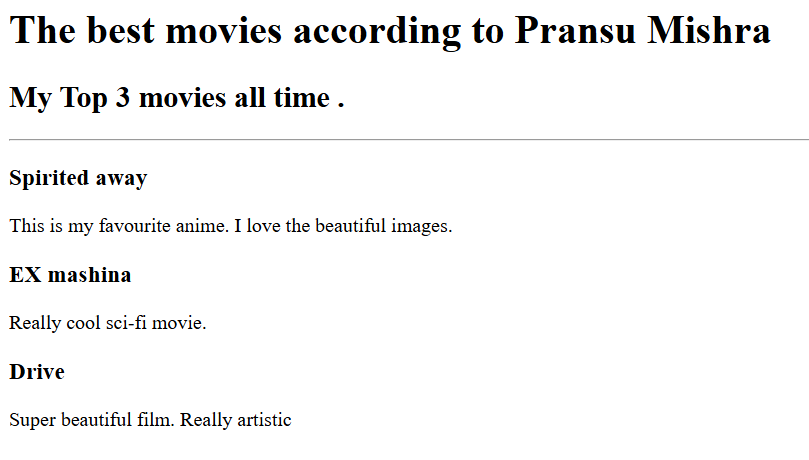 The best movies according to Pransu Mishra
My Top 3 movies all time .
Spirited away
This is my favourite anime. I love the beautiful images.
EX mashina
Really cool sci-fi movie.
Drive
Super beautiful film. Really artistic